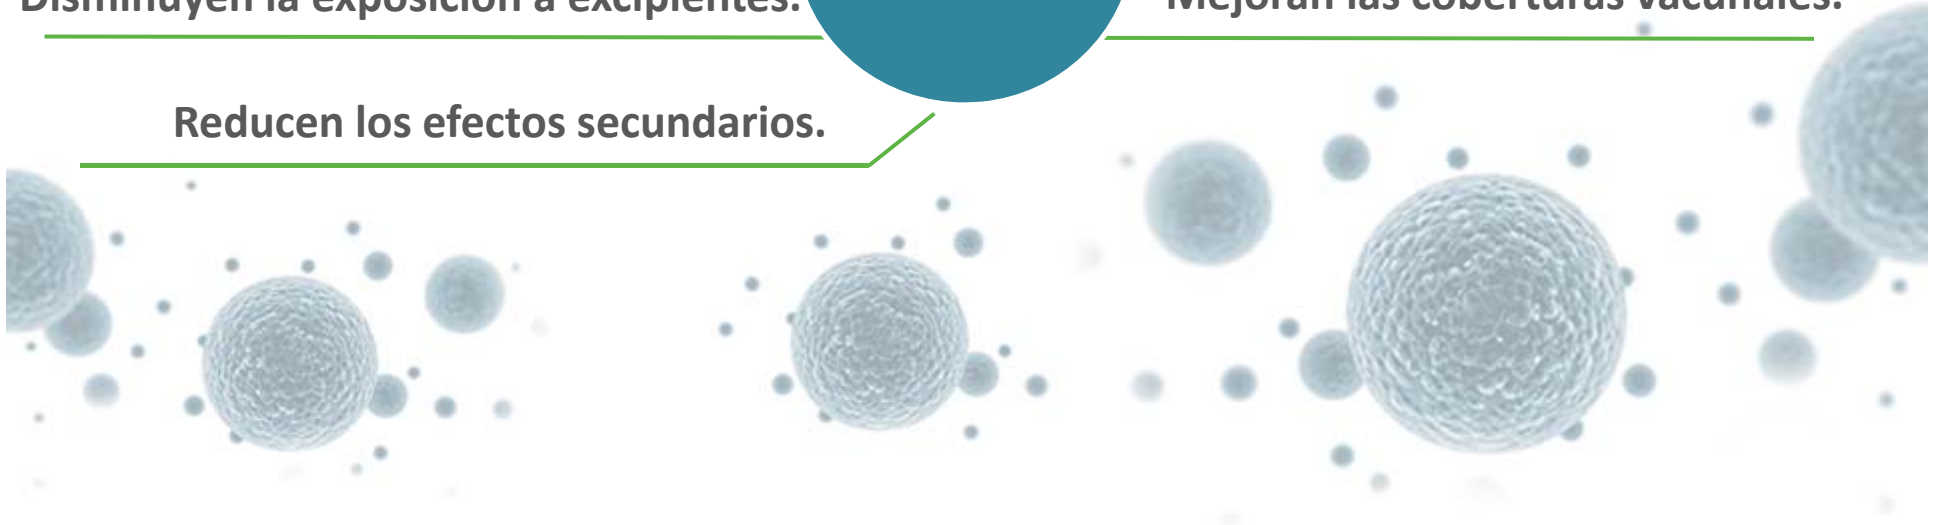 Disminuyen la exposición a excipientes.
Mejoran las coberturas vacunales.
Reducen los efectos secundarios.